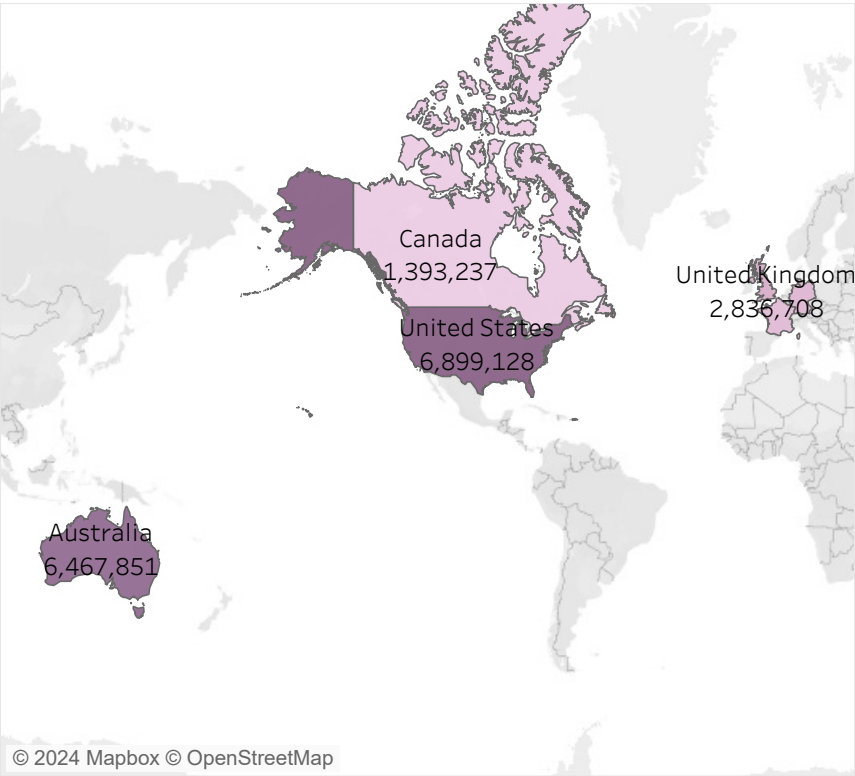 Canada
1,393,237
United Kingdom
2,836,708
United States
6,899,128
Australia
6,467,851
© 2024 Mapbox © OpenStreetMap